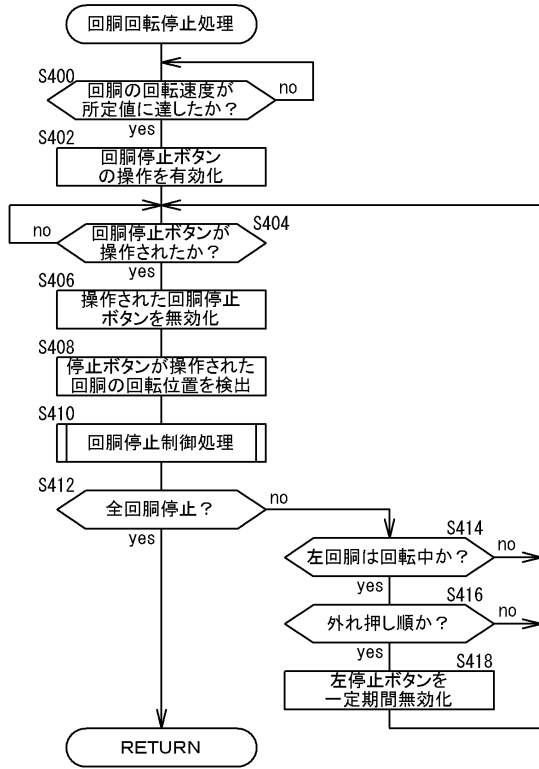 回胴回転停止処理
S400
回胴の回転速度が
所定値に達したか？
no
yes
S402
回胴停止ボタン
の操作を有効化
S404
回胴停止ボタンが
操作されたか？
no
yes
S406
操作された回胴停止
ボタンを無効化
S408
停止ボタンが操作された
回胴の回転位置を検出
S410
回胴停止制御処理
S412
全回胴停止？
no
yes
S414
左回胴は回転中か？
no
yes
S416
外れ押し順か？
no
yes
S418
左停止ボタンを
一定期間無効化
RETURN